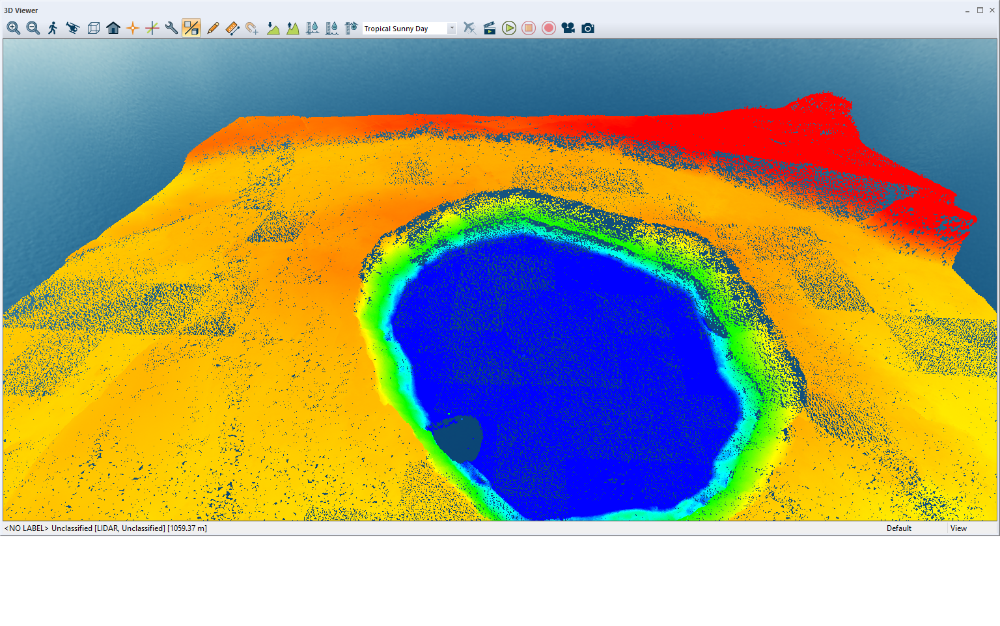 3D Viewer
Tropical Sunny Day
<NO LABEL> Unclassified [LIDAR, Unclassified] [1059.37 m]
Default
View